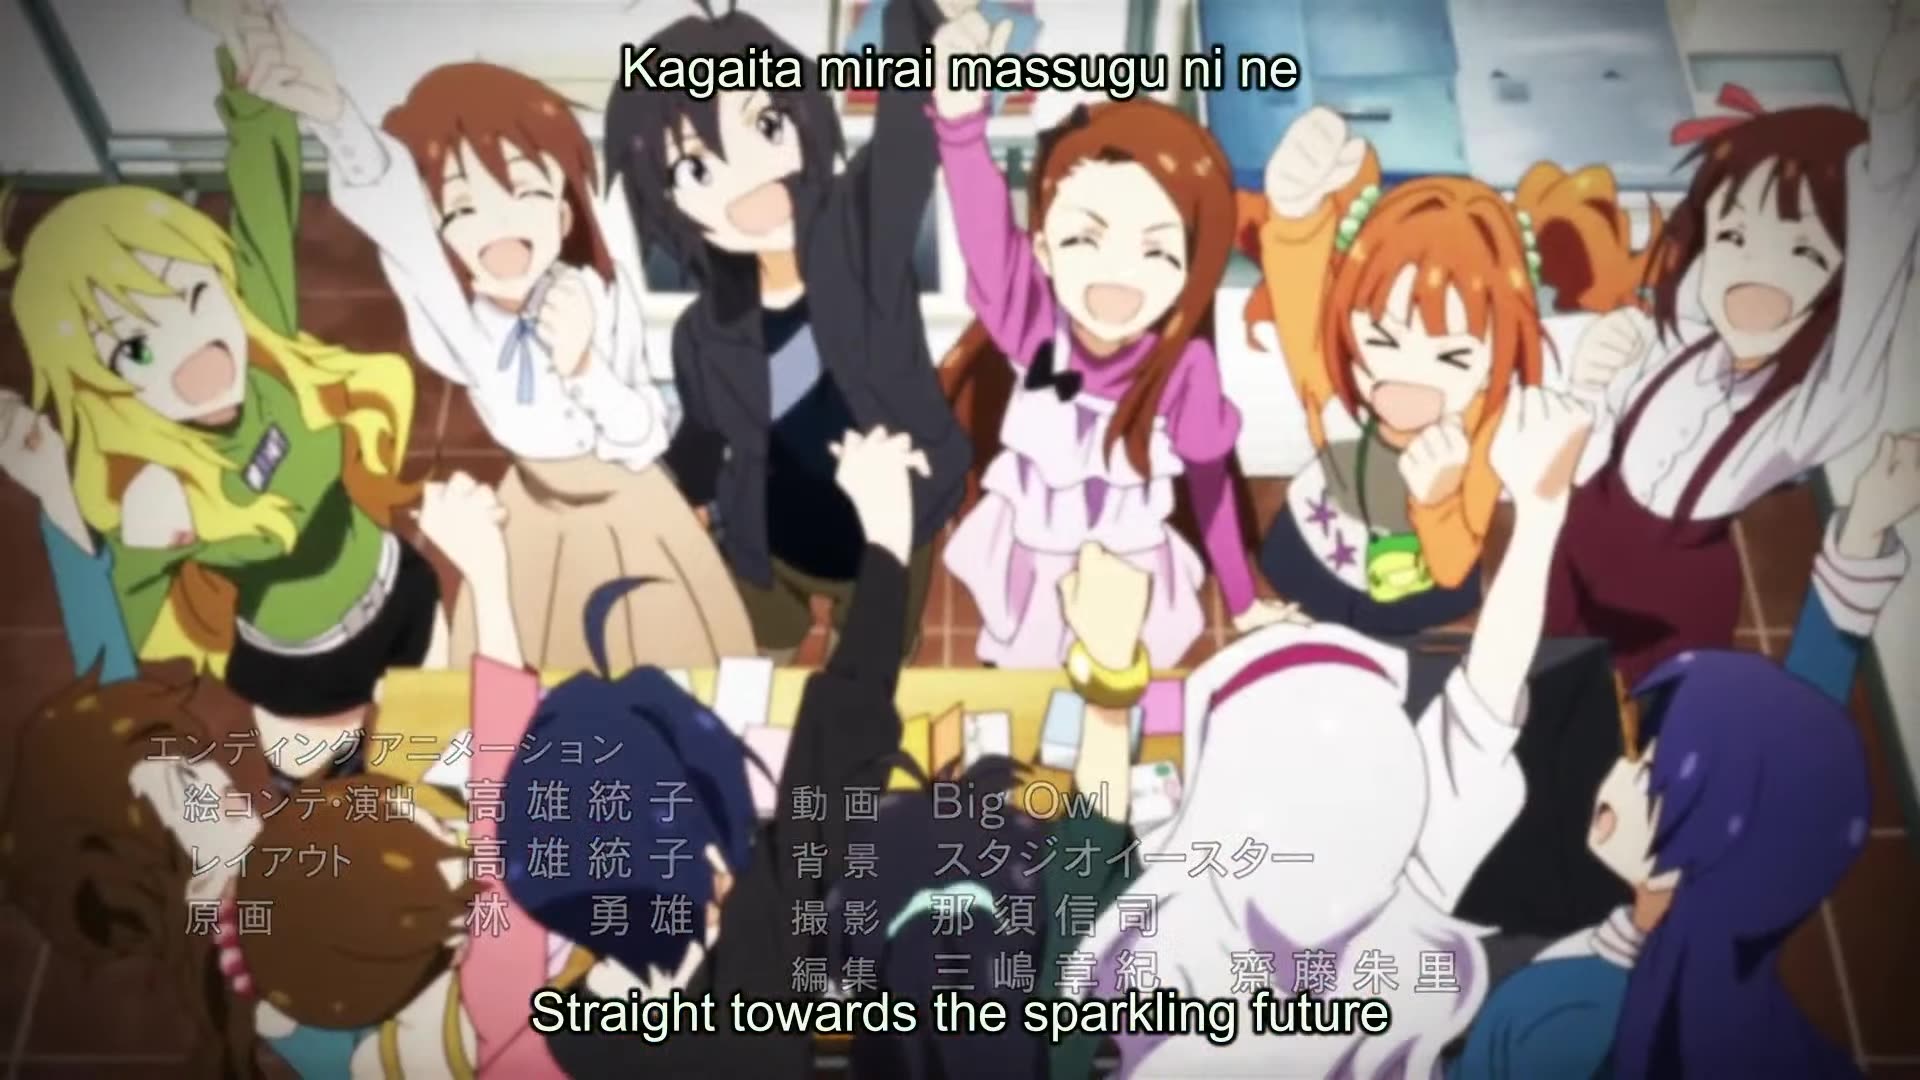 Kagaita mirai massugu ni ne
エンディングアニメーション
絵コンテ・演出 高雄統子 動画 Big Owl
レイアウト 高雄統子 背景 スタジオイースター
原画 林 勇雄 撮影 那須信司
編集 三嶋章紀 齋藤朱里
Straight towards the sparkling future